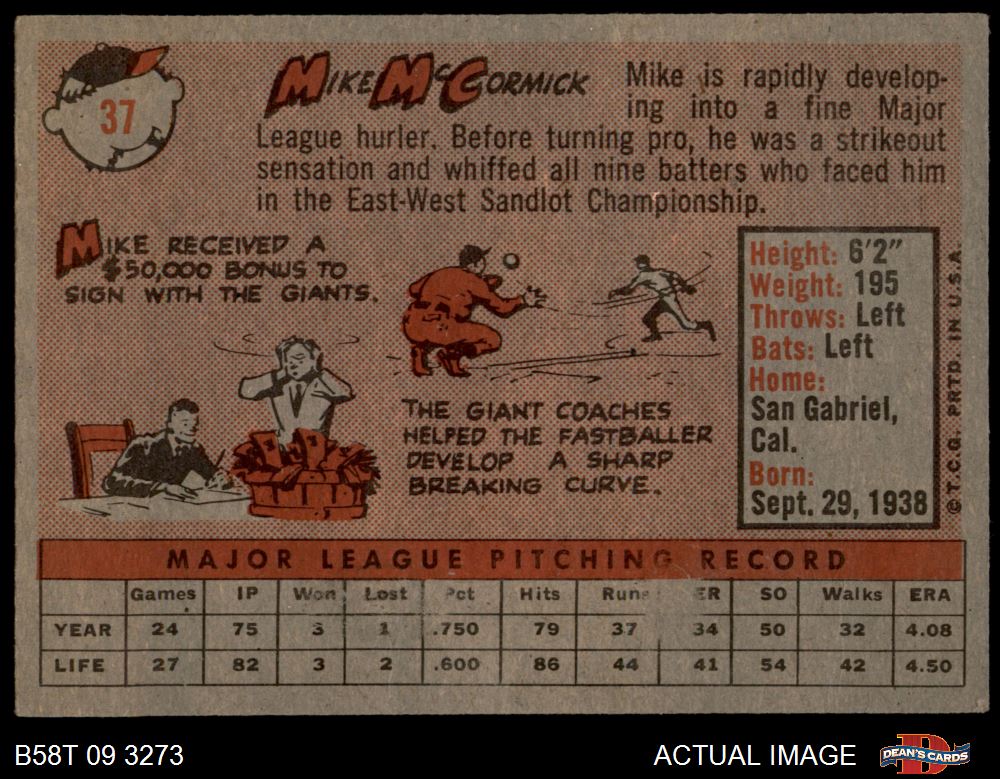 37
MIKE McCORMICK
Mike is rapidly develop-
ing into a fine Major
League hurler. Before turning pro, he was a strikeout
sensation and whiffed all nine batters who faced him
in the East-West Sandlot Championship.
MIKE RECEIVED A
$50,000 BONUS TO
SIGN WITH THE GIANTS.
THE GIANT COACHES
HELPED THE FASTBALLER
DEVELOP A SHARP
BREAKING CURVE.
Height: 6'2"
Weight: 195
Throws: Left
Bats: Left
Home:
San Gabriel,
Cal.
Born:
Sept. 29, 1938
© T.C.G. PRTD. IN U.S.A.
MAJOR LEAGUE PITCHING RECORD
Games IP Won Lost Pct Hits Runs ER SO Walks ERA
YEAR 24 75 3 1 .750 79 37 34 50 32 4.08
LIFE 27 82 3 2 .600 86 44 41 54 42 4.50
B58T 09 3273
ACTUAL IMAGE
D
DEAN'S CARDS